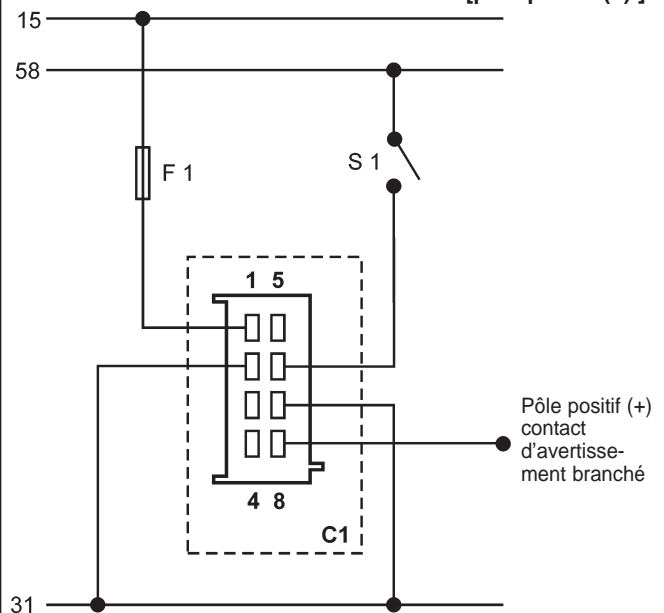 15
58
F 1
S 1
1 5
Pôle positif (+)
contact
d'avertisse-
ment branché
4 8
C1
31